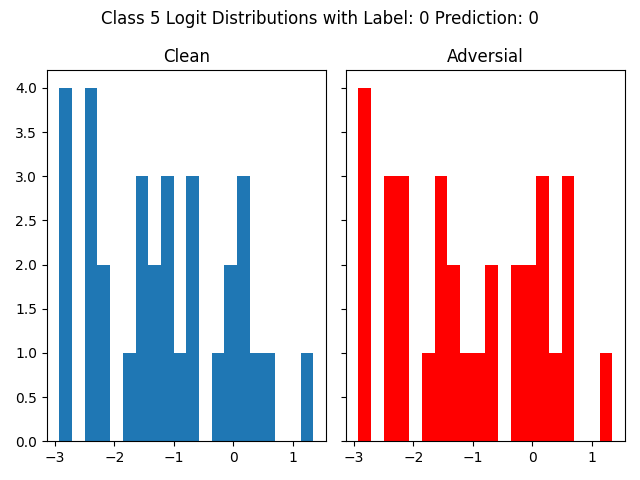 Class 5 Logit Distributions with Label: 0 Prediction: 0
Clean
Adversial
4.0
3.5
3.0
2.5
2.0
1.5
1.0
0.5
0.0
−3 −2 −1 0 1
−3 −2 −1 0 1